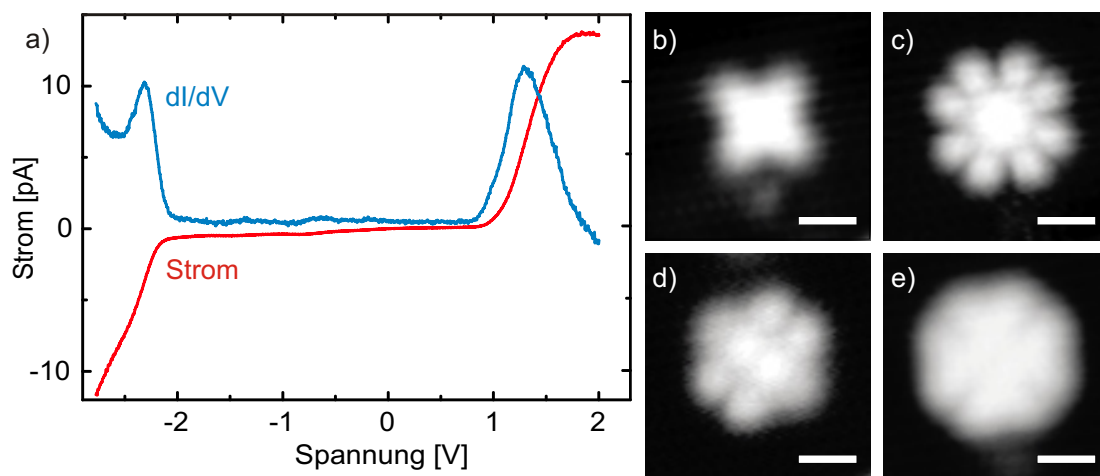 a)
10
0
-10
Strom [pA]
dI/dV
Strom
-2
-1
0
1
2
Spannung [V]
b)
c)
d)
e)